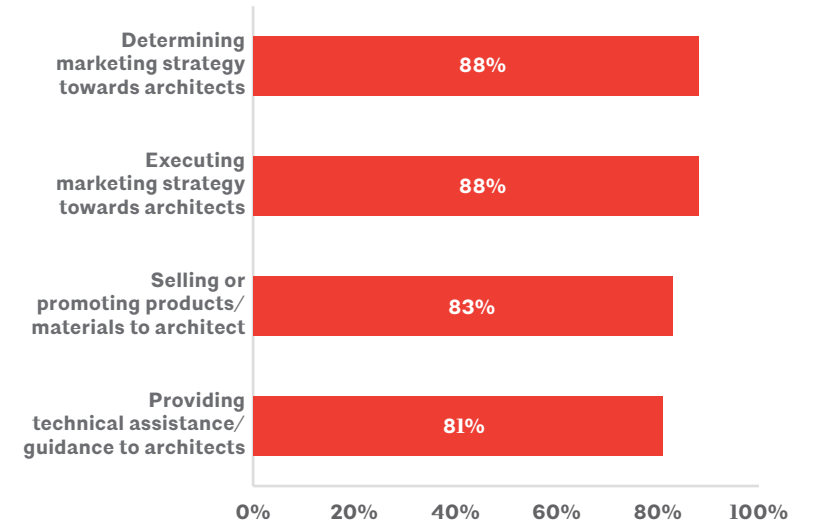 Determining
marketing strategy
towards architects
88%
Executing
marketing strategy
towards architects
88%
Selling or
promoting products/
materials to architect
83%
Providing
technical assistance/
guidance to architects
81%
0% 20% 40% 60% 80% 100%